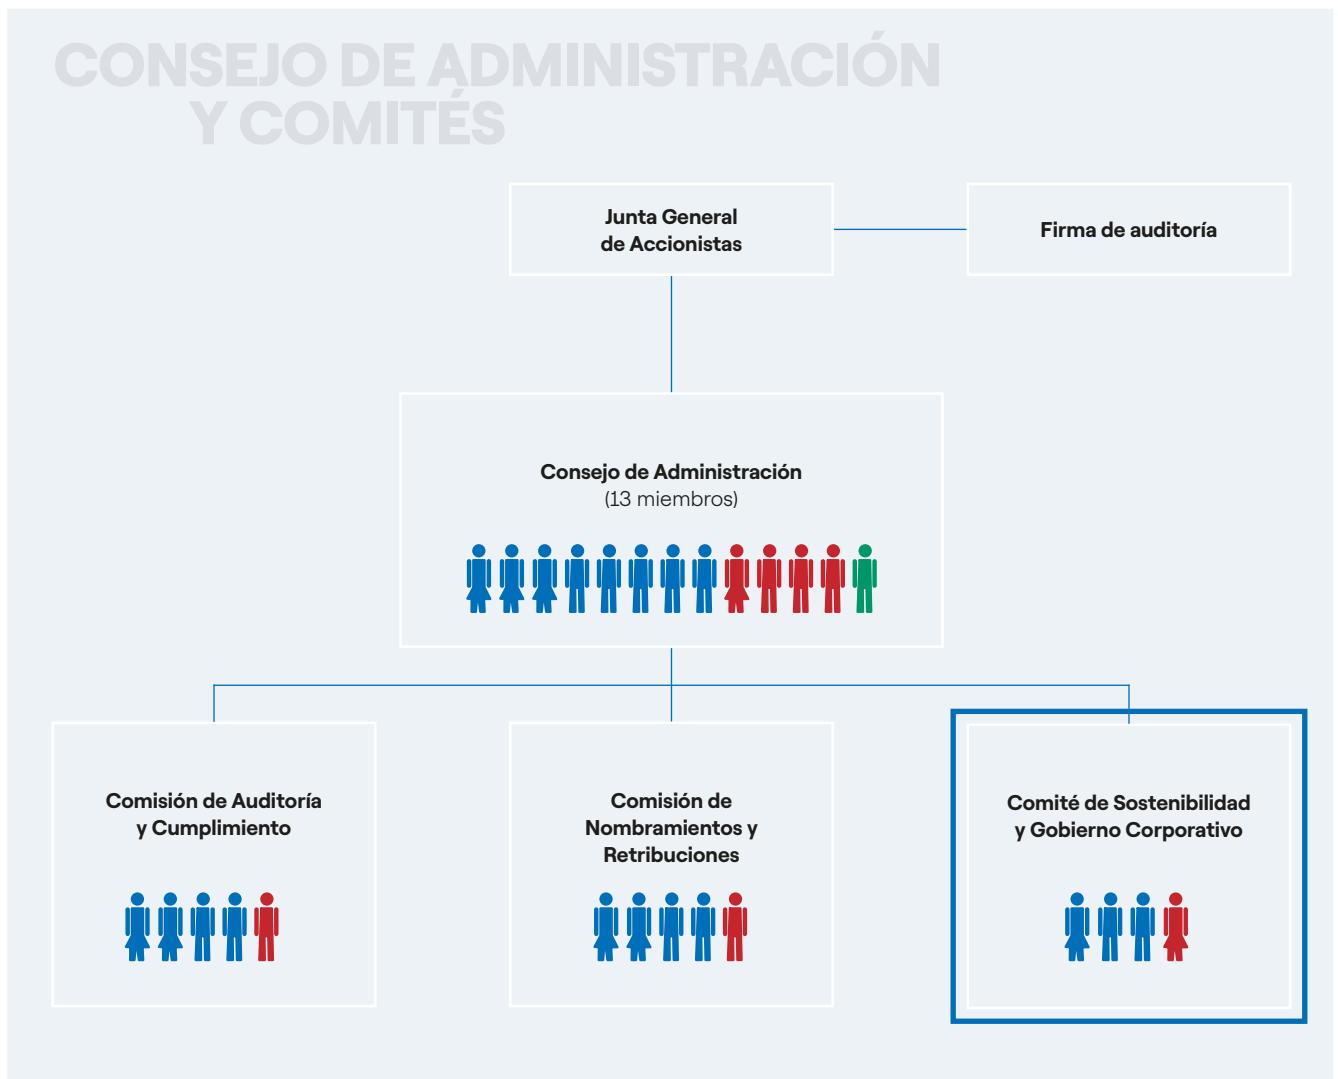 CONSEJO DE ADMINISTRACIÓN
Y COMITÉS
Junta General
de Accionistas
Firma de auditoría
Consejo de Administración
(13 miembros)
Comisión de Auditoría
y Cumplimiento
Comisión de
Nombramientos y
Retribuciones
Comité de Sostenibilidad
y Gobierno Corporativo